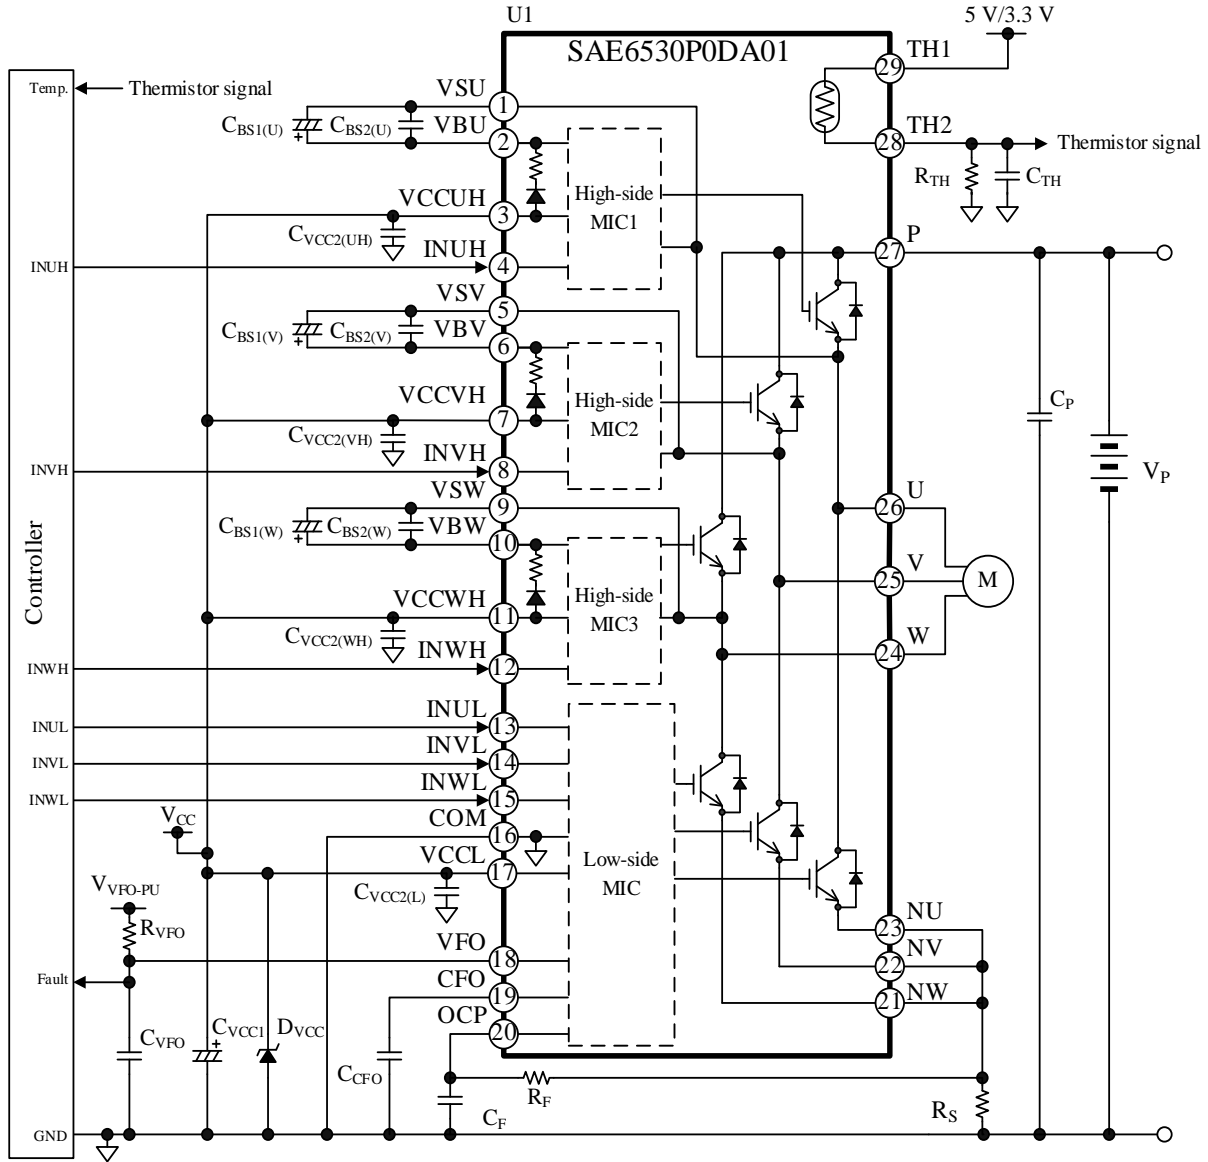 U1
5 V/3.3 V
SAE6530P0DA01
TH1
29
Temp.
Thermistor signal
VSU
1
CBS1(U)
CBS2(U)
VBU
2
TH2
28
Thermistor signal
RTH
CTH
High-side
MIC1
VCCUH
3
CVCC2(UH)
INUH
INUH
4
P
27
VSV
5
CBS1(V)
CBS2(V)
VBV
6
High-side
MIC2
VCCVH
7
CVCC2(VH)
CP
INVH
INVH
8
VP
VSW
9
U
26
CBS1(W)
CBS2(W)
VBW
10
V
25
M
High-side
MIC3
VCCWH
11
CVCC2(WH)
Controller
W
24
INWH
INWH
12
INUL
INUL
13
INVL
INVL
14
INWL
INWL
15
VCC
COM
16
VCCL
17
Low-side
MIC
CVCC2(L)
VVFO-PU
RVFO
NU
23
VFO
18
NV
22
Fault
CFO
19
NW
21
OCP
20
CVFO
CVCC1
DVCC
CCFO
RF
CF
RS
GND